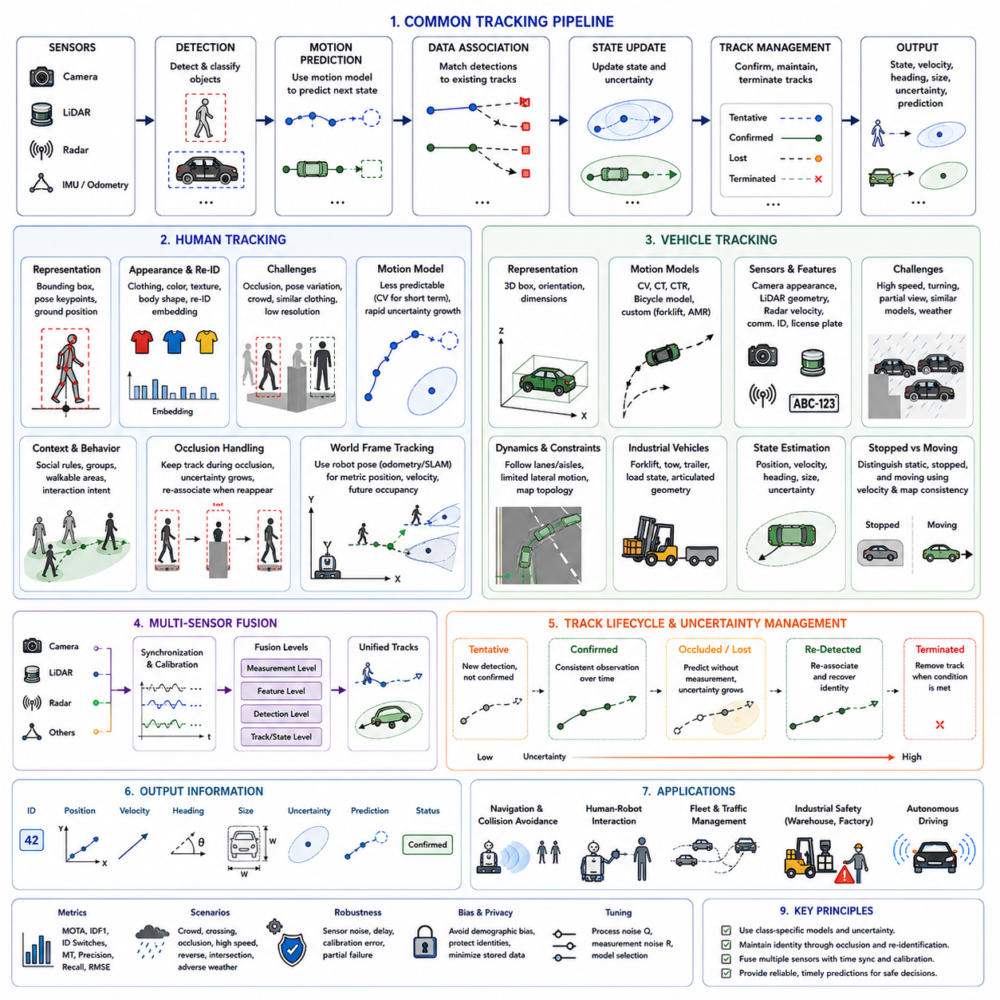 1. COMMON TRACKING PIPELINE
SENSORS
Camera
LiDAR
Radar
IMU / Odometry
DETECTION
Detect & classify
objects
MOTION
PREDICTION
Use motion model
to predict next state
DATA ASSOCIATION
Match detections
to existing tracks
STATE UPDATE
Update state and
uncertainty
TRACK MANAGEMENT
Confirm, maintain,
terminate tracks
Tentative
Confirmed
Lost
Terminated
OUTPUT
State, velocity,
heading, size,
uncertainty,
prediction
2. HUMAN TRACKING
Representation
Bounding box,
pose keypoints,
ground position
Appearance & Re-ID
Clothing, color, texture,
body shape, re-ID
embedding
Embedding
Challenges
Occlusion, pose variation,
crowd, similar clothing,
low resolution
Motion Model
Less predictable
(CV for short term),
rapid uncertainty growth
Context & Behavior
Social rules, groups,
walkable areas,
interaction intent
Occlusion Handling
Keep track during occlusion,
uncertainty grows,
re-associate when reappear
World Frame Tracking
Use robot pose (odometry/SLAM)
for metric position, velocity,
future occupancy
Y
X
3. VEHICLE TRACKING
Representation
3D box, orientation,
dimensions
Z
X
Motion Models
CV, CT, CTR,
Bicycle model,
custom (forklift, AMR)
Sensors & Features
Camera appearance,
LiDAR geometry,
Radar velocity,
comm. ID, license plate
ABC-123
Challenges
High speed, turning,
partial view, similar
models, weather
Dynamics & Constraints
Follow lanes/aisles,
limited lateral motion,
map topology
Industrial Vehicles
Forklift, tow, trailer,
load state, articulated
geometry
State Estimation
Position, velocity,
heading, size,
uncertainty
Stopped vs Moving
Distinguish static, stopped,
and moving using
velocity & map consistency
Stopped
Moving
4. MULTI-SENSOR FUSION
Camera
LiDAR
Radar
Others
Synchronization
& Calibration
t
Fusion Levels
Measurement Level
Feature Level
Detection Level
Track/State Level
Unified Tracks
5. TRACK LIFECYCLE & UNCERTAINTY MANAGEMENT
Tentative
New detection,
not confirmed
Confirmed
Consistent observation
over time
Occluded / Lost
Predict without
measurement,
uncertainty grows
Re-Detected
Re-associate
and recover
identity
Terminated
Remove track
when condition
is met
Low
Uncertainty
High
6. OUTPUT INFORMATION
ID
42
Position
Y
X
Velocity
Heading
θ
Size
W
W
Uncertainty
Prediction
Status
Confirmed
7. APPLICATIONS
Navigation &
Collision Avoidance
Human-Robot
Interaction
Fleet & Traffic
Management
Industrial Safety
(Warehouse, Factory)
Autonomous
Driving
Metrics
MOTA, IDF1,
ID Switches,
MT, Precision,
Recall, RMSE
Scenarios
Crowd, crossing,
occlusion, high speed,
reverse, intersection,
adverse weather
Robustness
Sensor noise, delay,
calibration error,
partial failure
Bias & Privacy
Avoid demographic bias,
protect identities,
minimize stored data
Tuning
Process noise Q,
measurement noise R,
model selection
9. KEY PRINCIPLES
Use class-specific models and uncertainty.
Maintain identity through occlusion and re-identification.
Fuse multiple sensors with time sync and calibration.
Provide reliable, timely predictions for safe decisions.